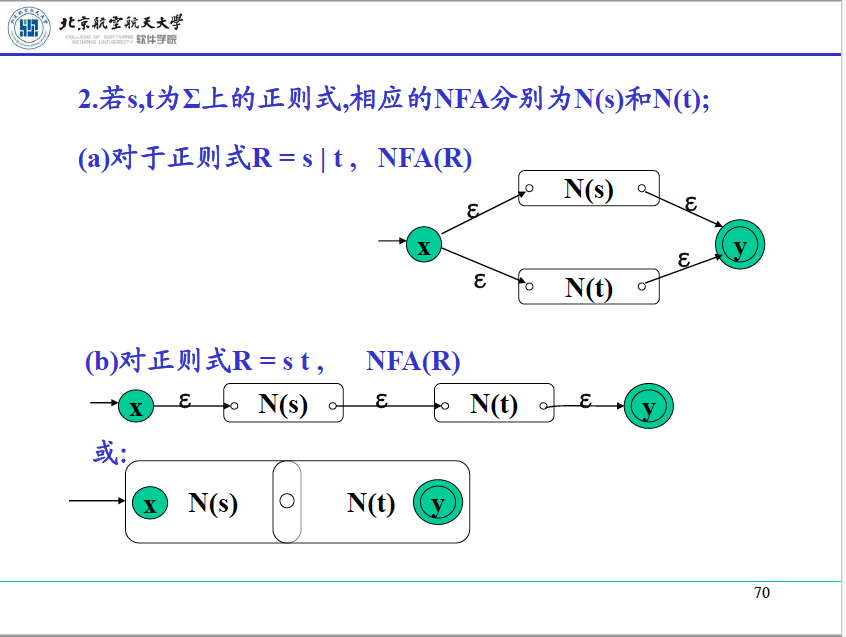 北京航空航天大学
COLLEGE OF SOFTWARE
BEIHANG UNIVERSITY 软件学院
2.若s,t为Σ上的正则式,相应的NFA分别为N(s)和N(t);
(a)对于正则式R = s | t , NFA(R)
ε N(s) ε
x y
ε N(t) ε
(b)对正则式R = s t , NFA(R)
x ε N(s) ε N(t) ε y
或:
x N(s) N(t) y
70